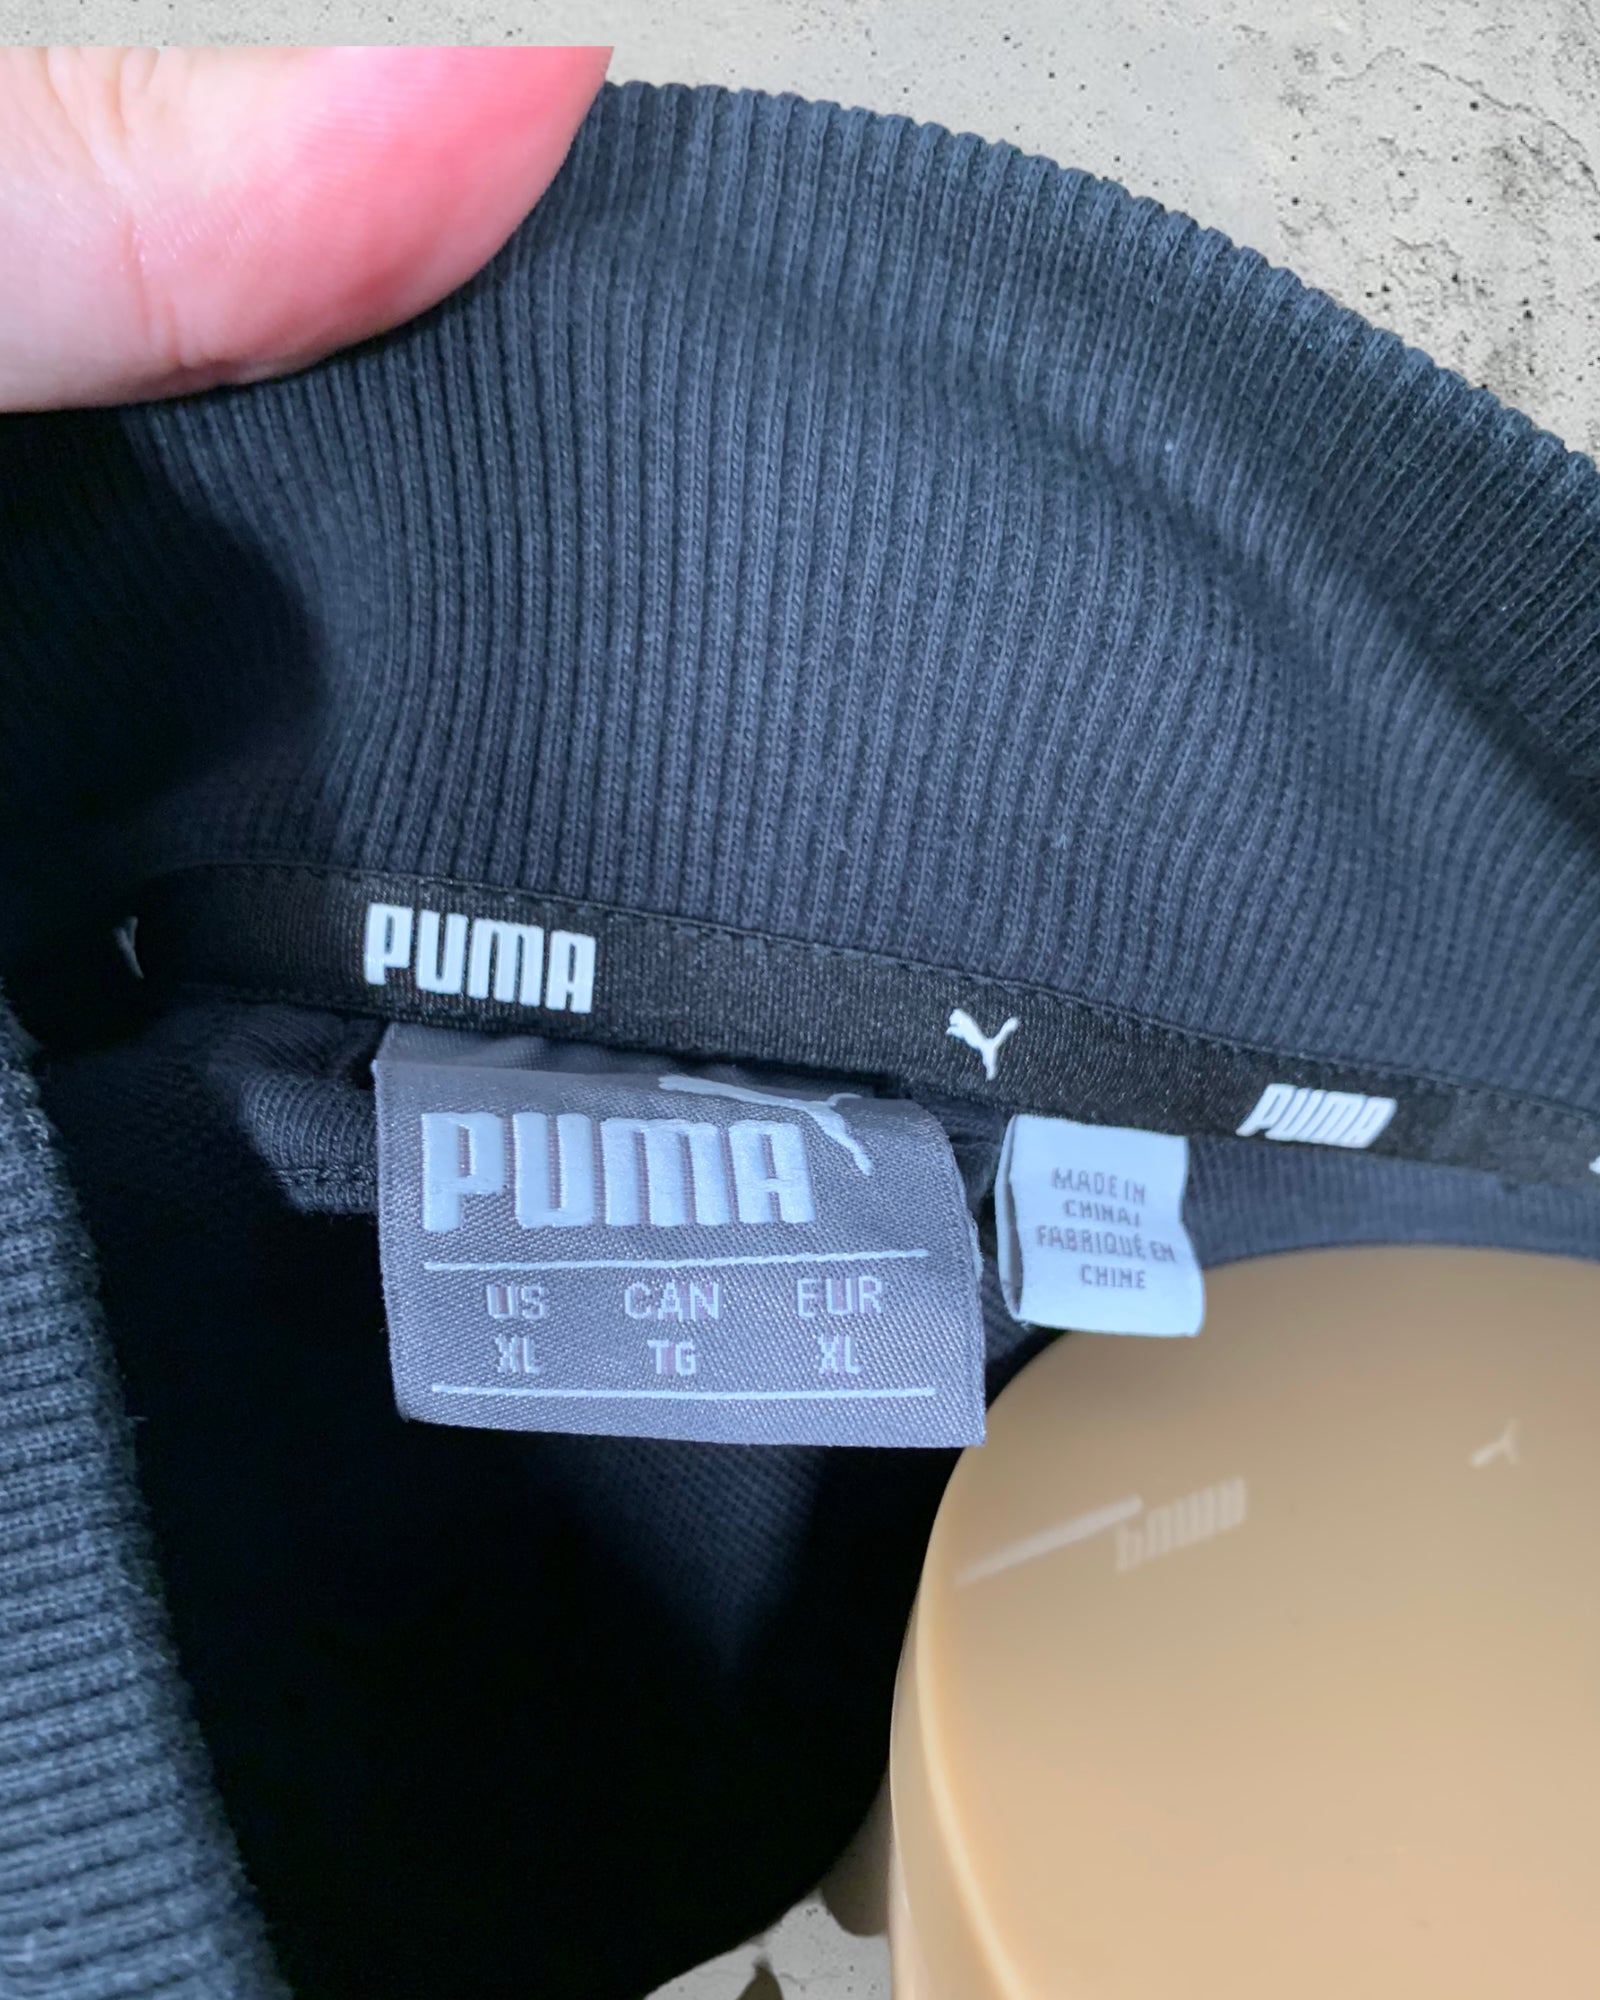 PUMA
PUMA
PUMA
US CAN EUR
XL TG XL
MADE IN
CHINA/
FABRIQUÉ EN
CHINE